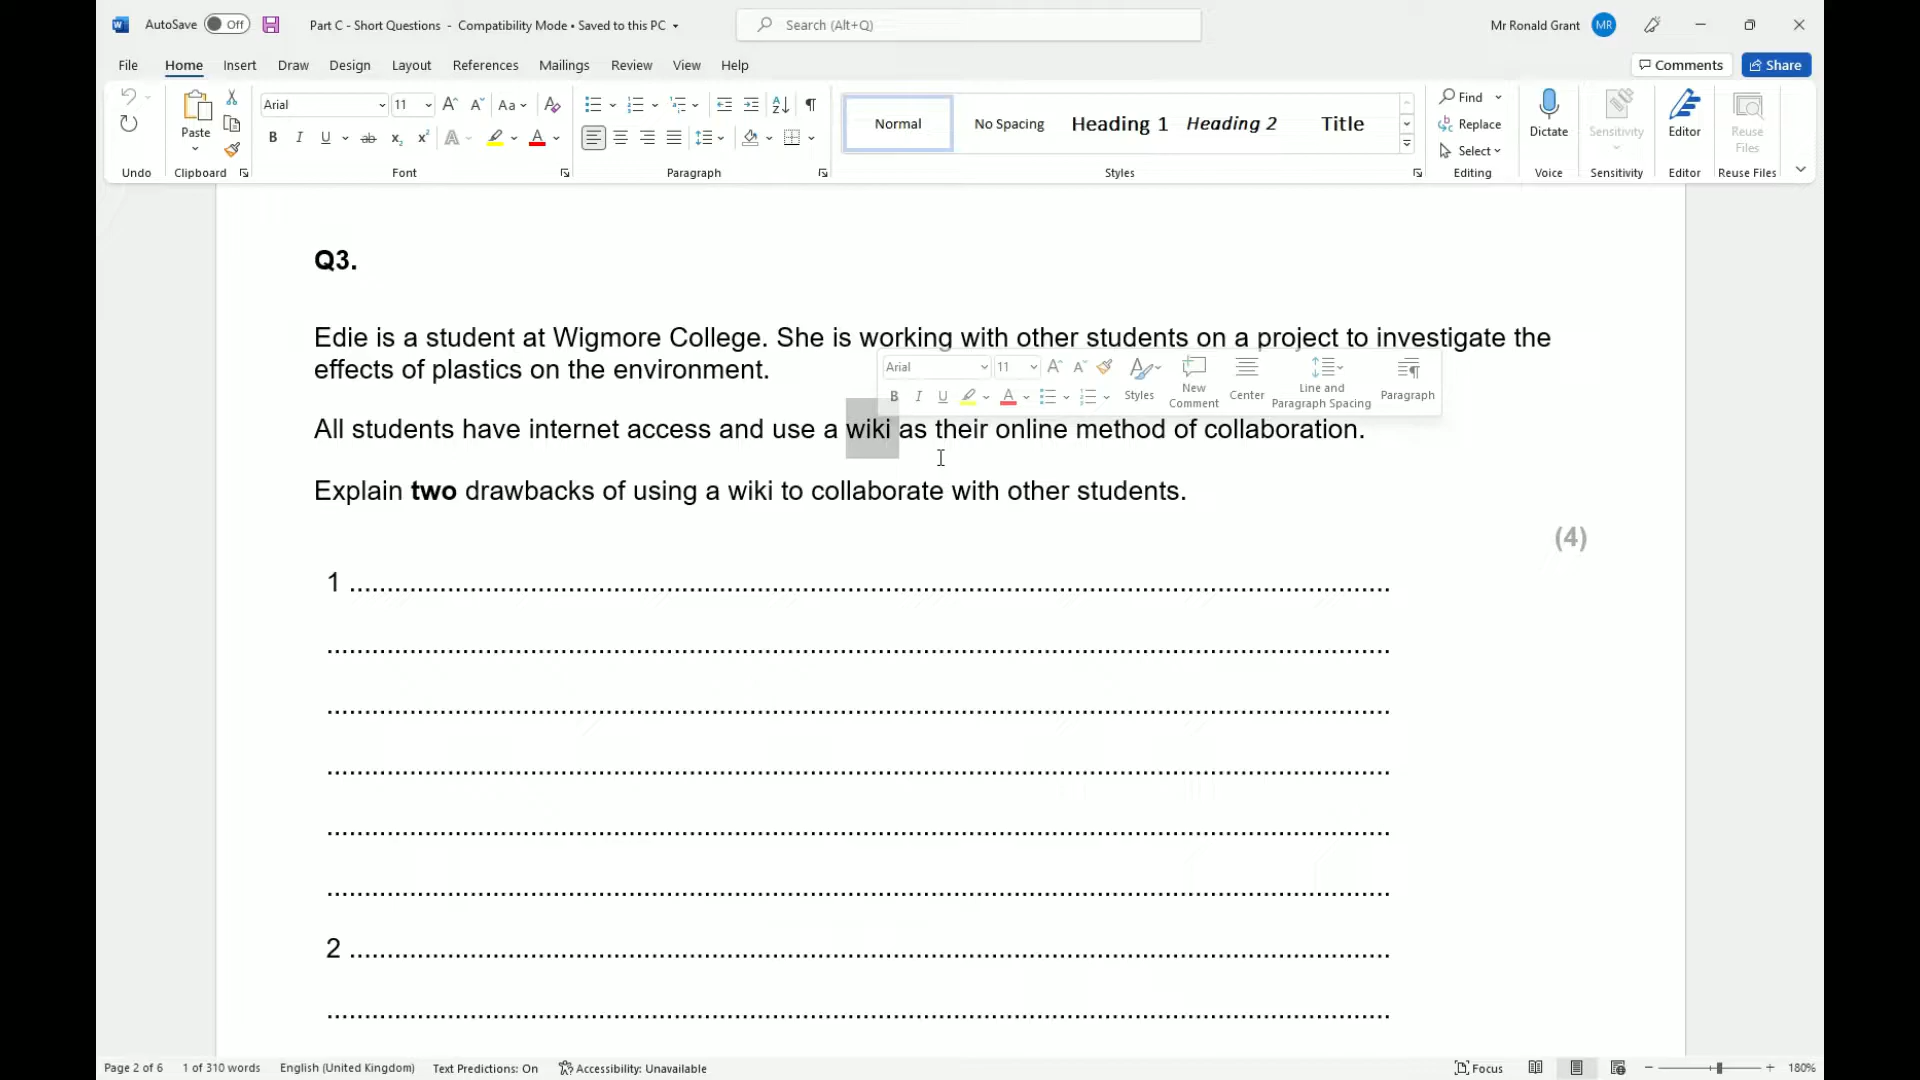 AutoSave Off Part C - Short Questions - Compatibility Mode • Saved to this PC Search (Alt+Q) Mr Ronald Grant MR
File Home Insert Draw Design Layout References Mailings Review View Help Comments Share
Arial 11 Aa Find
Paste Normal No Spacing Heading 1 Heading 2 Title Replace Dictate Sensitivity Editor Reuse Files
B I U ab x₂ x² A A Select
Undo Clipboard Font Paragraph Styles Editing Voice Sensitivity Editor Reuse Files
Q3.
Edie is a student at Wigmore College. She is working with other students on a project to investigate the
effects of plastics on the environment.
Arial 11 Styles New Comment Center Line and Paragraph Spacing Paragraph
B I U A
All students have internet access and use a wiki as their online method of collaboration.
Explain two drawbacks of using a wiki to collaborate with other students.
(4)
1 ....................................................................................................
....................................................................................................
....................................................................................................
....................................................................................................
....................................................................................................
....................................................................................................
2 ....................................................................................................
....................................................................................................
Page 2 of 6 1 of 310 words English (United Kingdom) Text Predictions: On Accessibility: Unavailable Focus 180%